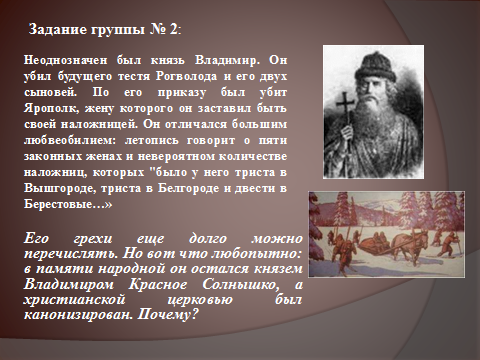 Задание группы № 2:
Неоднозначен был князь Владимир. Он
убил будущего тестя Рогволода и его двух
сыновей. По его приказу был убит
Ярополк, жену которого он заставил быть
своей наложницей. Он отличался большим
любвеобилием: летопись говорит о пяти
законных женах и невероятном количестве
наложниц, которых "было у него триста в
Вышгороде, триста в Белгороде и двести в
Берестовые…»
Его грехи еще долго можно
перечислять. Но вот что любопытно:
в памяти народной он остался князем
Владимиром Красное Солнышко, а
христианской церковью был
канонизирован. Почему?